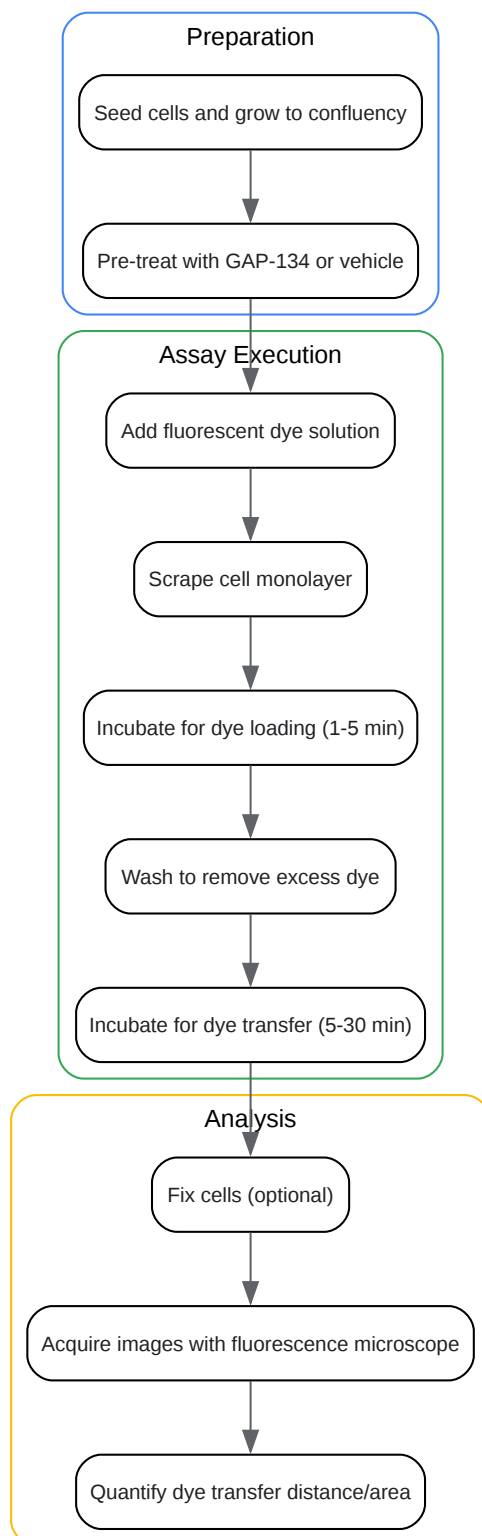 Preparation
Seed cells and grow to confluency
Pre-treat with GAP-134 or vehicle
Assay Execution
Add fluorescent dye solution
Scrape cell monolayer
Incubate for dye loading (1-5 min)
Wash to remove excess dye
Incubate for dye transfer (5-30 min)
Analysis
Fix cells (optional)
Acquire images with fluorescence microscope
Quantify dye transfer distance/area